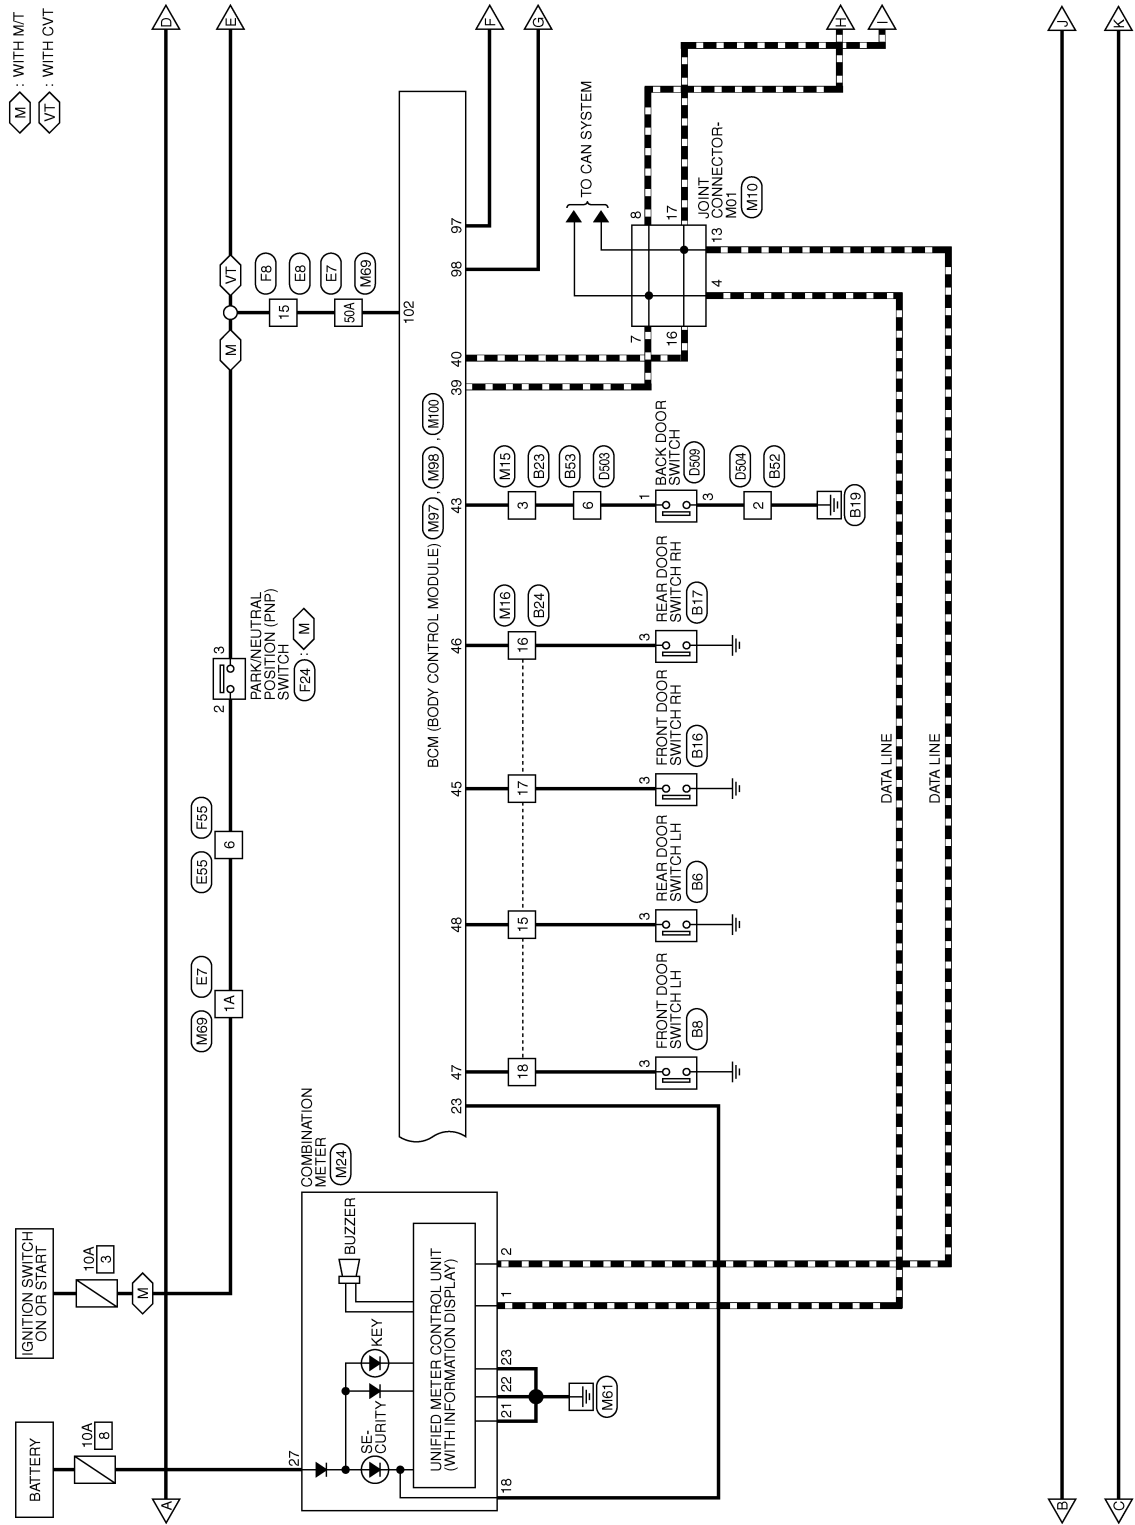 M : WITH M/T
VT : WITH CVT
BATTERY
10A
8
IGNITION SWITCH
ON OR START
10A
3
M
A
D
E
M69
E7
1A
E55
F55
6
2
3
PARK/NEUTRAL
POSITION (PNP)
SWITCH
F24 : M
M
VT
15
F8
E8
50A
E7
M69
102
F
G
H
I
27
COMBINATION
METER
M24
BUZZER
KEY
SE-
CURITY
UNIFIED METER CONTROL UNIT
(WITH INFORMATION DISPLAY)
18
21
22
23
1
2
M61
BCM (BODY CONTROL MODULE) M97 , M98 , M100
23
47
48
45
46
43
39
40
98
97
18
15
17
16
M16
B24
3
M15
B23
6
B53
D503
3
FRONT DOOR
SWITCH LH
B8
3
REAR DOOR
SWITCH LH
B6
3
FRONT DOOR
SWITCH RH
B16
3
REAR DOOR
SWITCH RH
B17
1
3
BACK DOOR
SWITCH
D509
2
D504
B52
B19
7
16
8
17
4
13
TO CAN SYSTEM
JOINT
CONNECTOR-
M01
M10
DATA LINE
DATA LINE
B
J
C
K